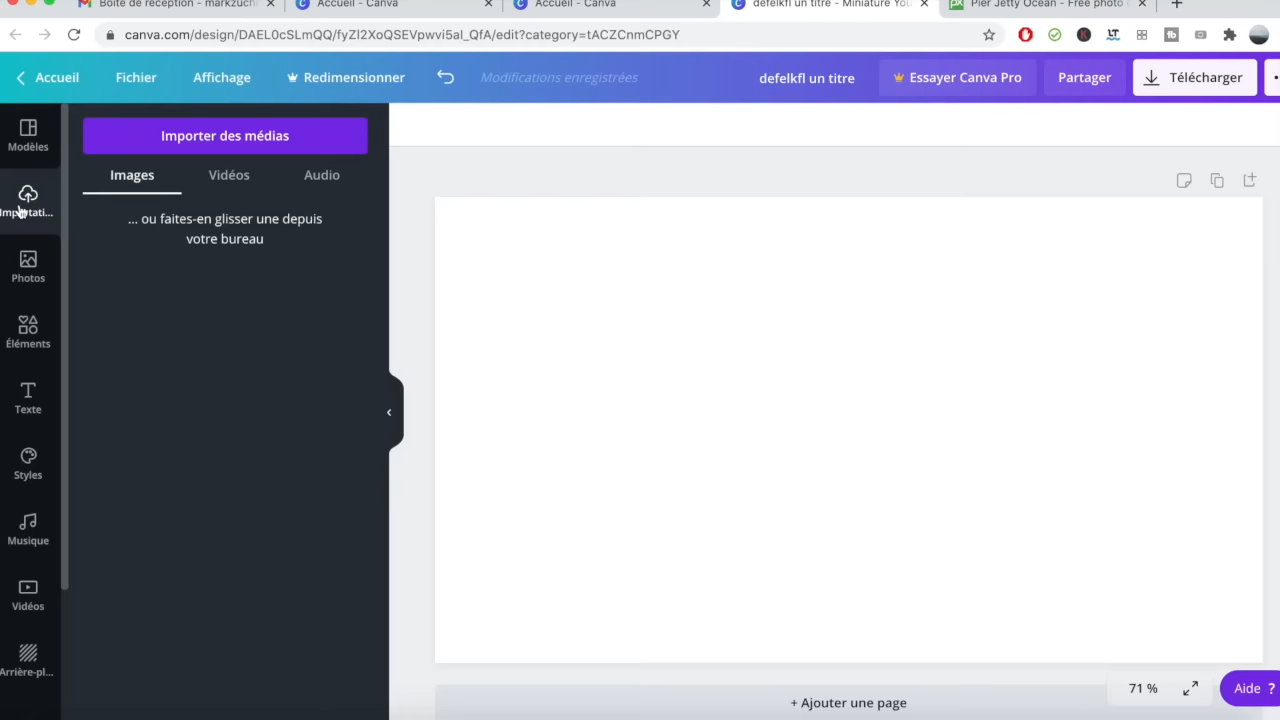 Boîte de réception - markzuch
Accueil - Canva
Accueil - Canva
defelkfl un titre - Miniature You
Pier Jetty Ocean - Free photo o
canva.com/design/DAEL0cSLmQQ/fyZI2XoQSEVpwvi5al_QfA/edit?category=tACZCnmCPGY
Accueil
Fichier
Affichage
Redimensionner
Modifications enregistrées
defelkfl un titre
Essayer Canva Pro
Partager
Télécharger
Modèles
Importati...
Photos
Éléments
Texte
Styles
Musique
Vidéos
Arrière-pl...
Importer des médias
Images
Vidéos
Audio
... ou faites-en glisser une depuis
votre bureau
+ Ajouter une page
71 %
Aide ?